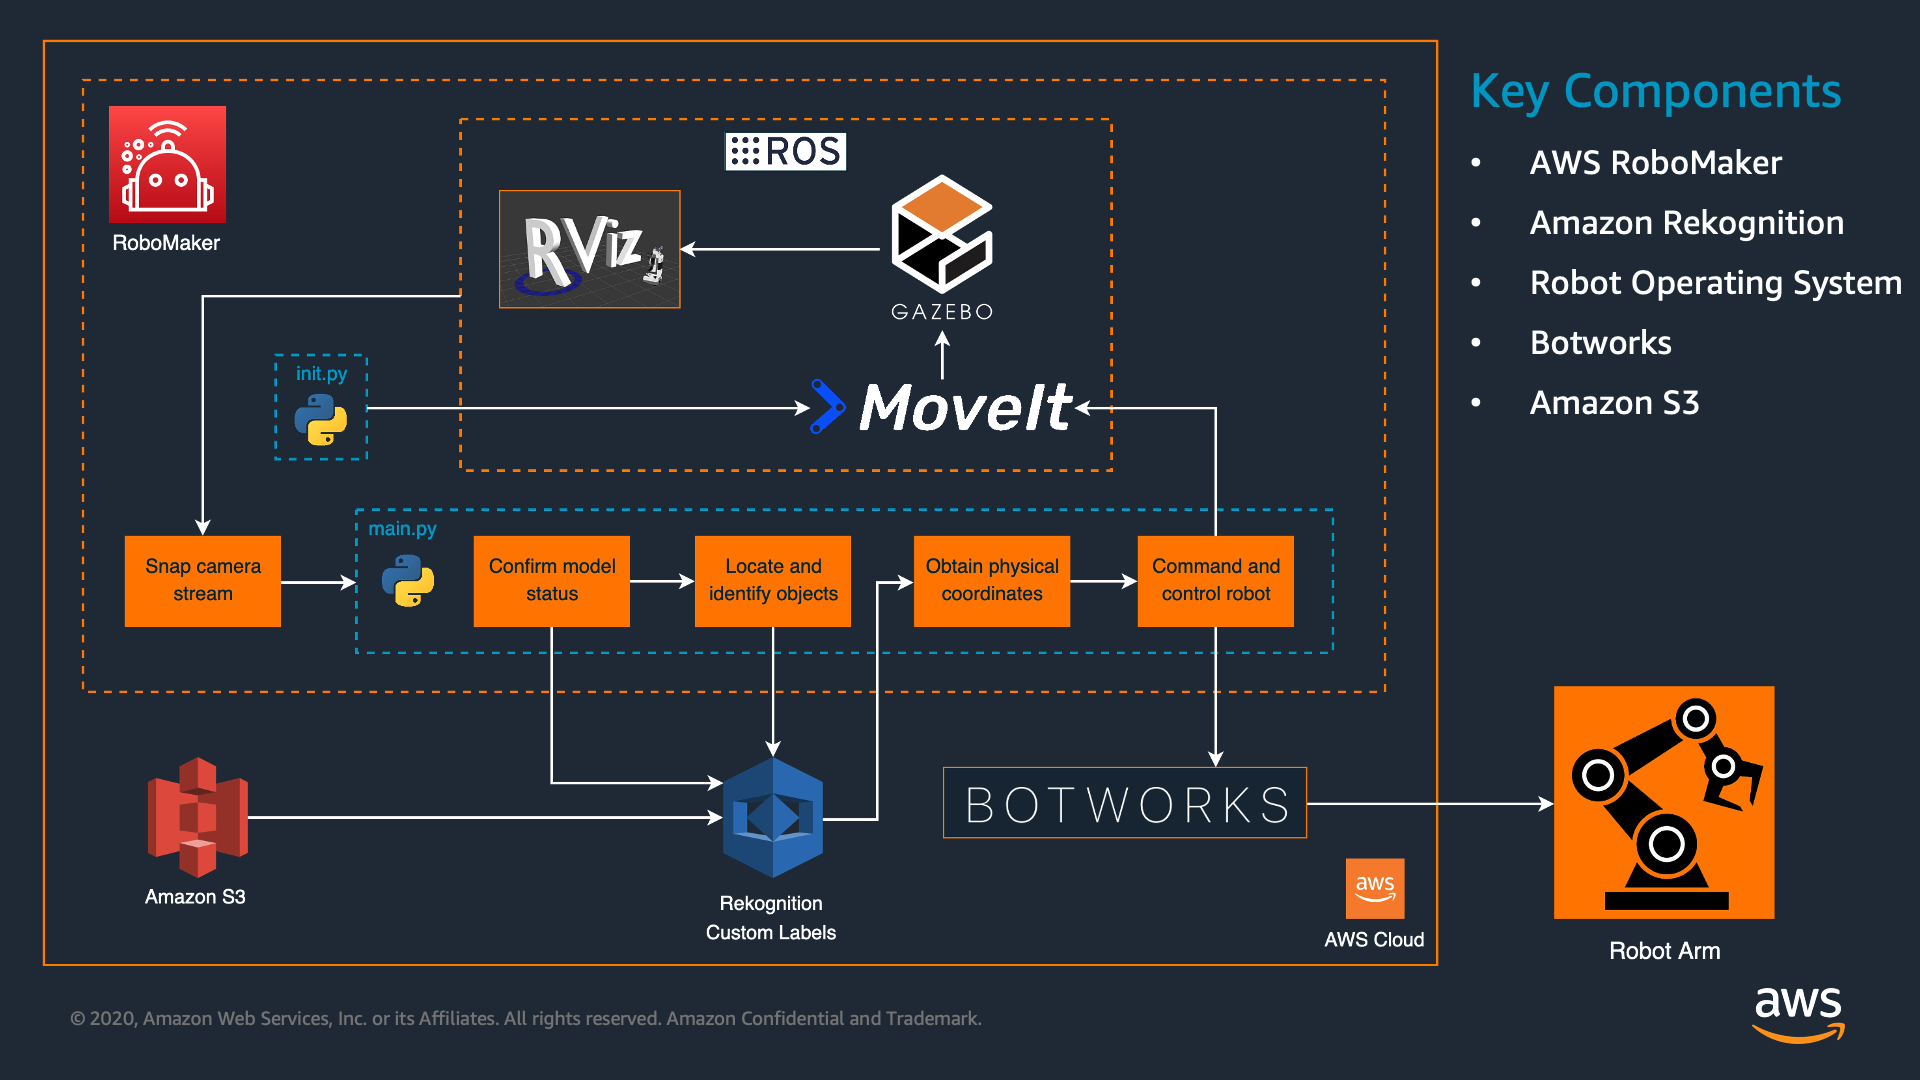 Key Components
• AWS RoboMaker
• Amazon Rekognition
• Robot Operating System
• Botworks
• Amazon S3
RoboMaker
ROS
RViz
GAZEBO
init.py
MoveIt
main.py
Snap camera
stream
Confirm model
status
Locate and
identify objects
Obtain physical
coordinates
Command and
control robot
BOTWORKS
Amazon S3
Rekognition
Custom Labels
aws
AWS Cloud
Robot Arm
© 2020, Amazon Web Services, Inc. or its Affiliates. All rights reserved. Amazon Confidential and Trademark.
aws